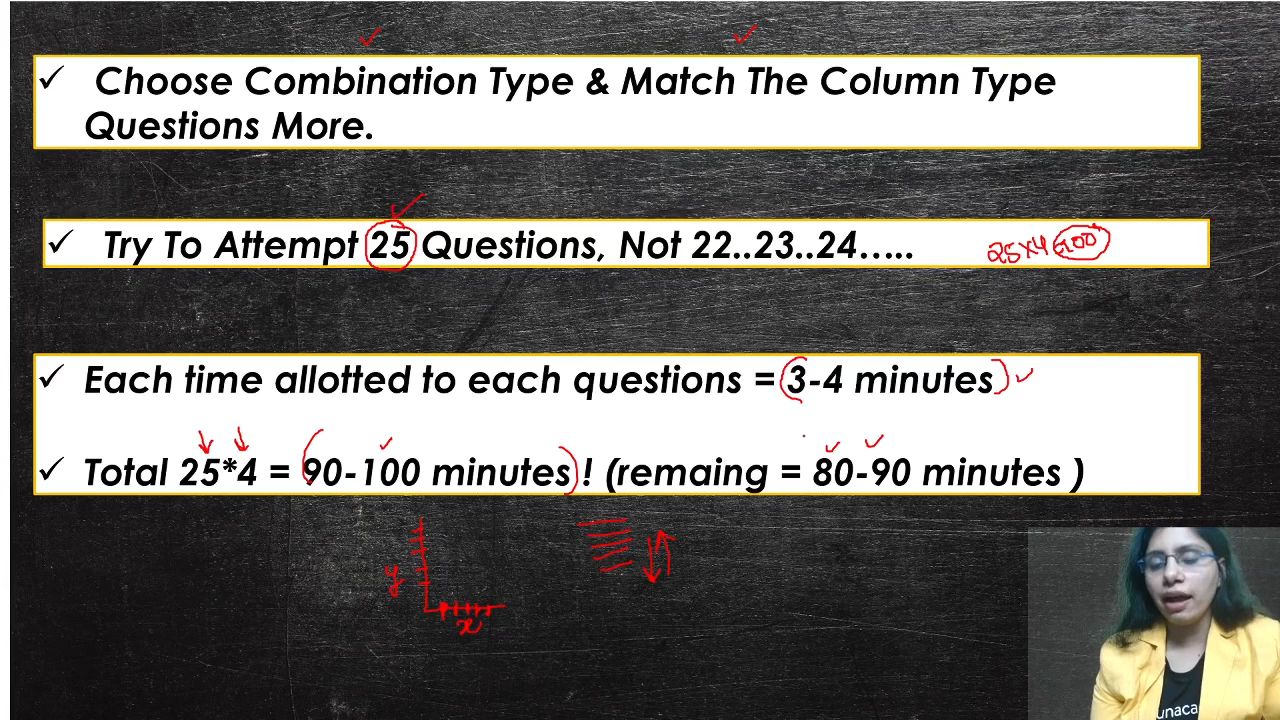 ✓ Choose Combination Type & Match The Column Type
Questions More.
✓ Try To Attempt 25 Questions, Not 22..23..24.....
25x4=100
✓ Each time allotted to each questions = 3-4 minutes
✓ Total 25*4 = 90-100 minutes ! (remaing = 80-90 minutes )
y
x
unaca